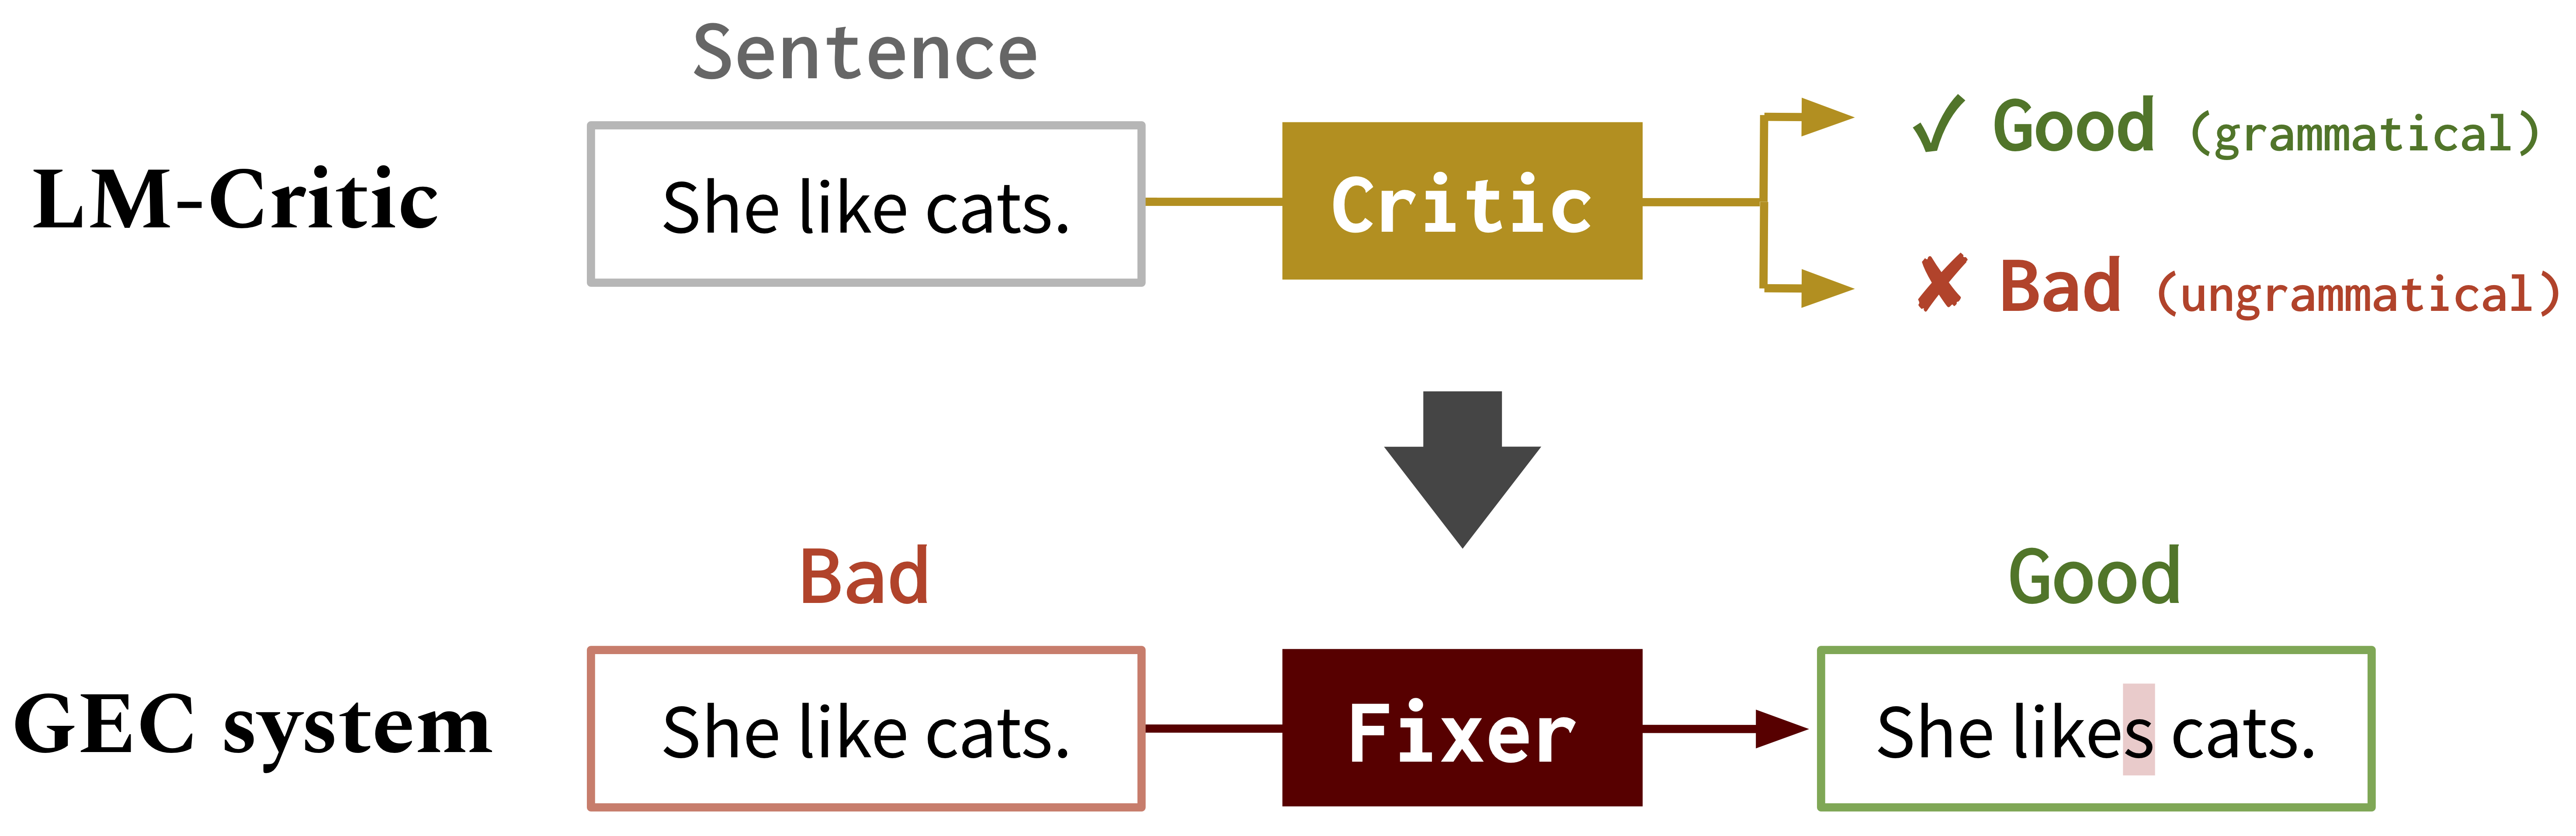 Sentence
LM-Critic
She like cats.
Critic
✓ Good (grammatical)
✘ Bad (ungrammatical)
Bad
Good
GEC system
She like cats.
Fixer
She likes cats.